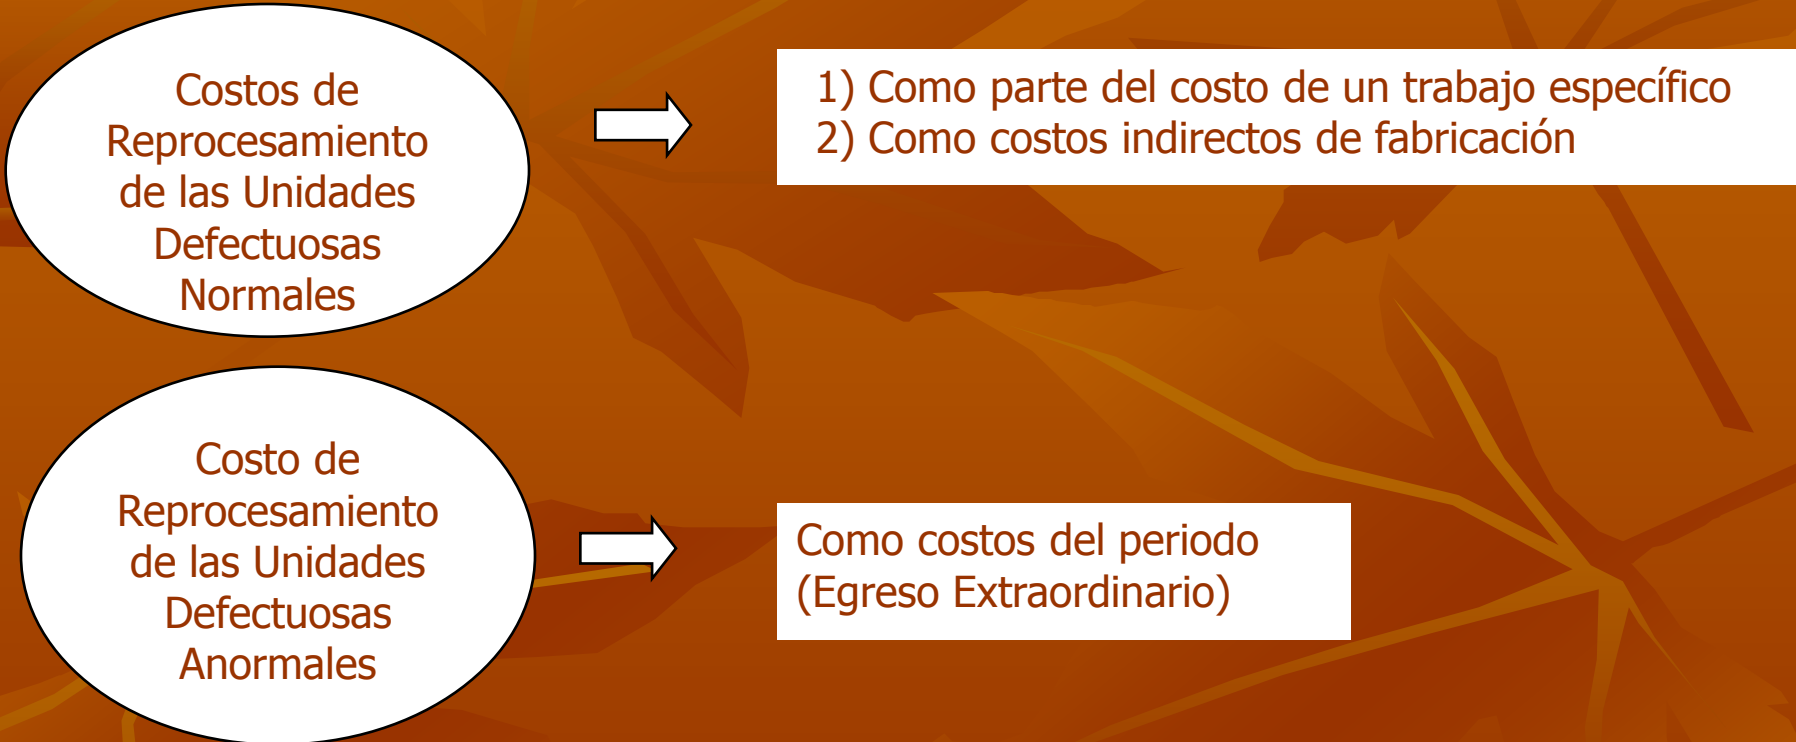 Costos de
Reprocesamiento
de las Unidades
Defectuosas
Normales
1) Como parte del costo de un trabajo específico
2) Como costos indirectos de fabricación
Costo de
Reprocesamiento
de las Unidades
Defectuosas
Anormales
Como costos del periodo
(Egreso Extraordinario)